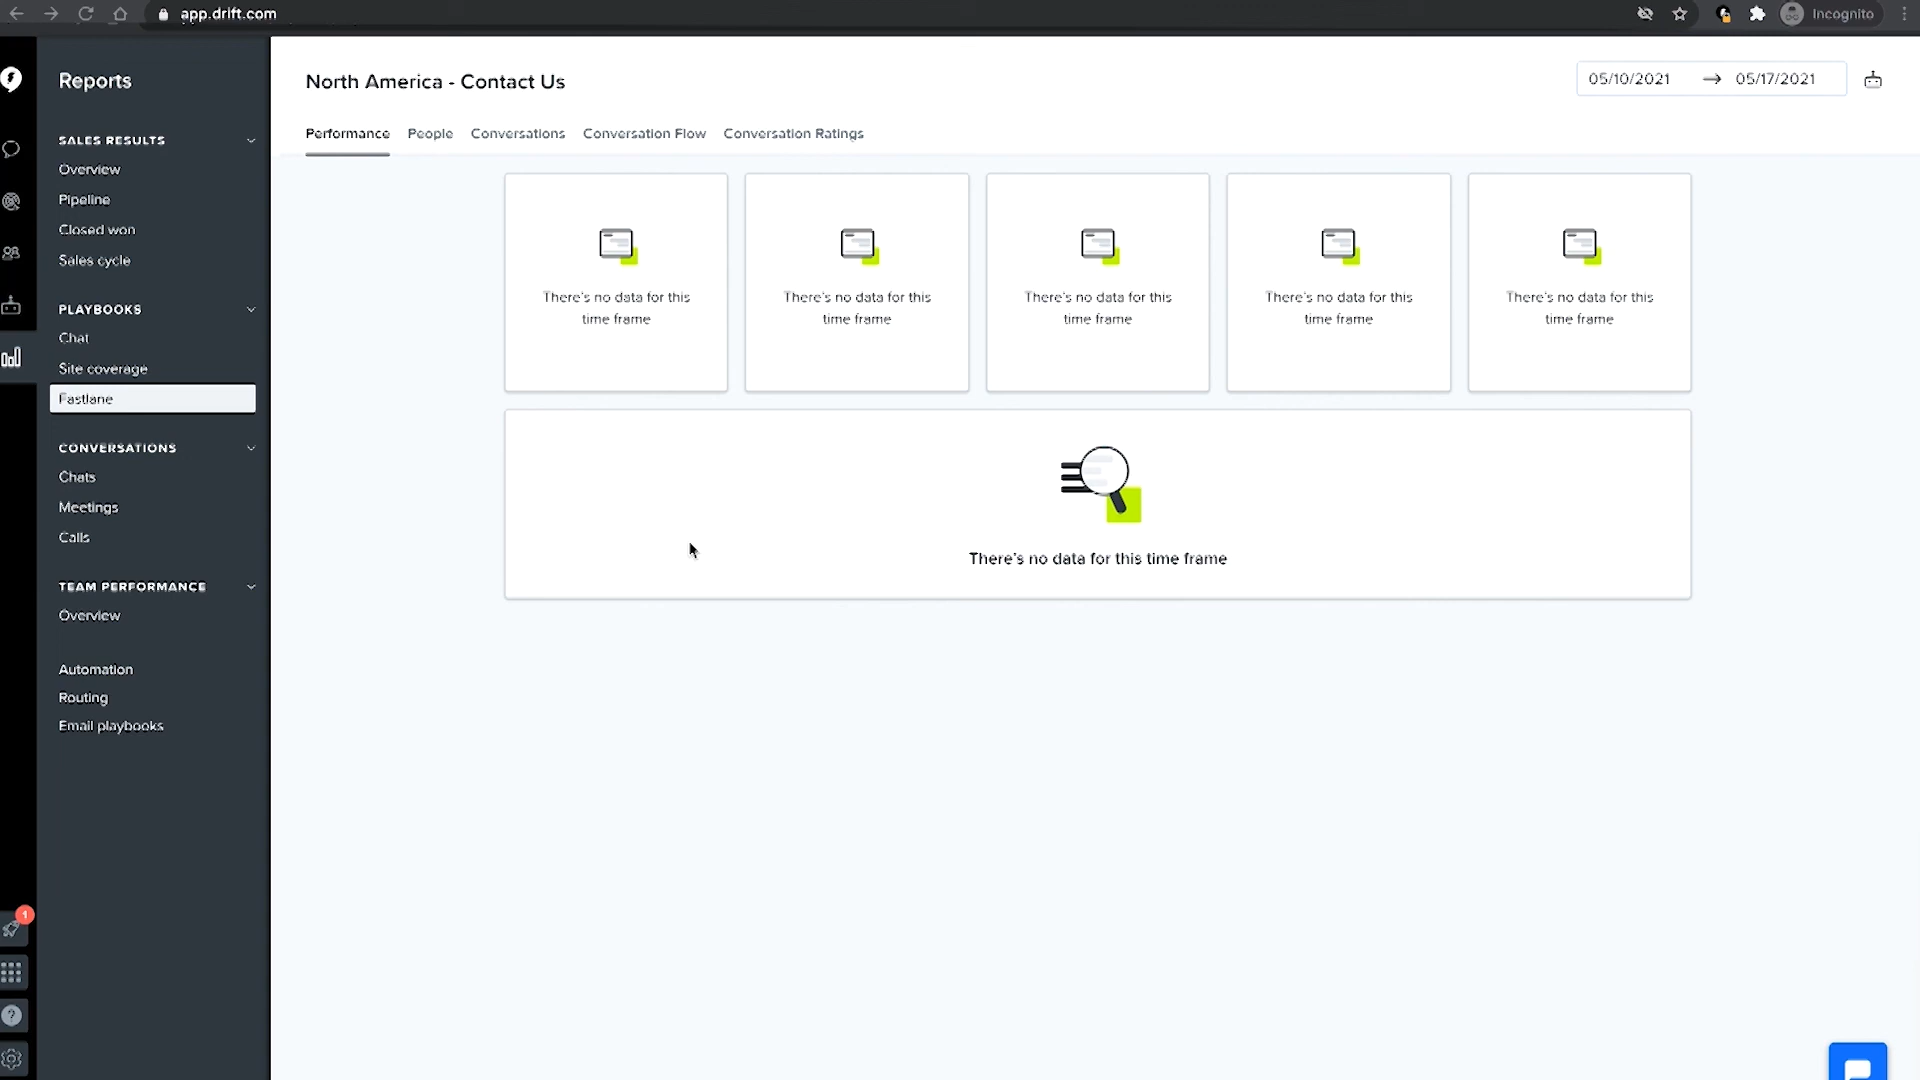 app.drift.com
Incognito
Reports
SALES RESULTS
Overview
Pipeline
Closed won
Sales cycle
PLAYBOOKS
Chat
Site coverage
Fastlane
CONVERSATIONS
Chats
Meetings
Calls
TEAM PERFORMANCE
Overview
Automation
Routing
Email playbooks
1
?
North America - Contact Us
05/10/2021 → 05/17/2021
Performance People Conversations Conversation Flow Conversation Ratings
There's no data for this
time frame
There's no data for this
time frame
There's no data for this
time frame
There's no data for this
time frame
There's no data for this
time frame
There's no data for this time frame